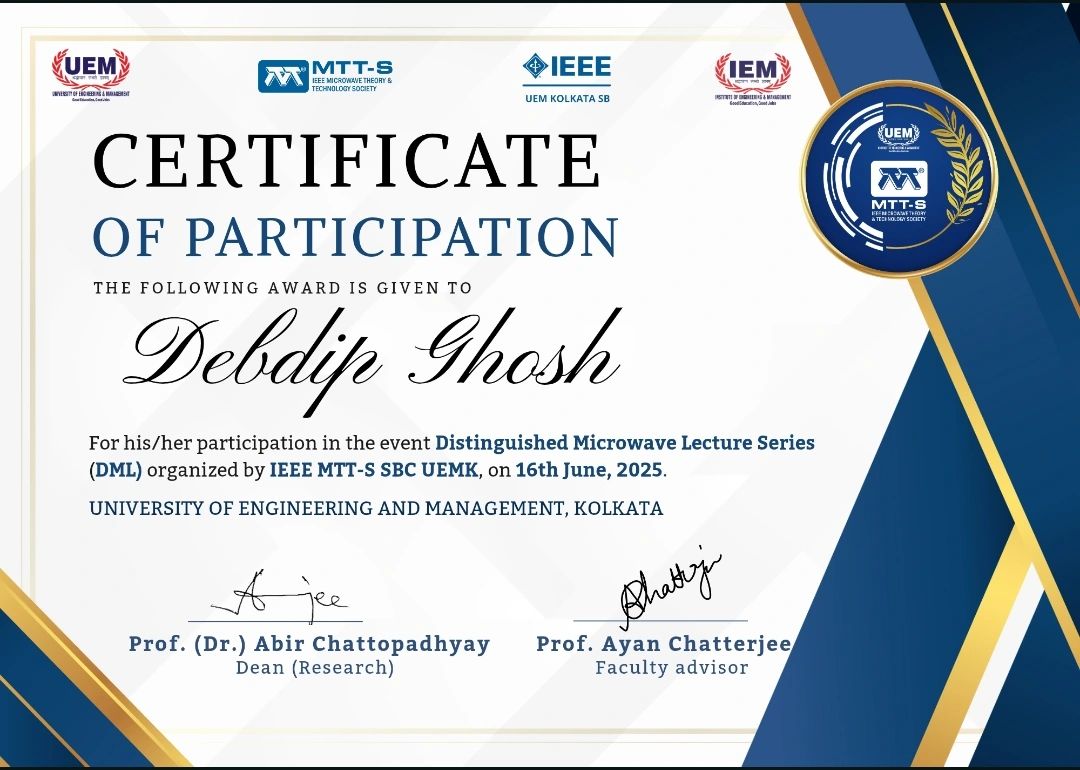 UEM
UNIVERSITY OF ENGINEERING & MANAGEMENT
Good Education, Good Jobs
MTT-S
IEEE MICROWAVE THEORY &
TECHNOLOGY SOCIETY
IEEE
UEM KOLKATA SB
IEM
INSTITUTE OF ENGINEERING & MANAGEMENT
Good Education, Good Jobs
UEM
MTT-S
IEEE MICROWAVE THEORY
& TECHNOLOGY SOCIETY
CERTIFICATE
OF PARTICIPATION
THE FOLLOWING AWARD IS GIVEN TO
Debdip Ghosh
For his/her participation in the event Distinguished Microwave Lecture Series
(DML) organized by IEEE MTT-S SBC UEMK, on 16th June, 2025.
UNIVERSITY OF ENGINEERING AND MANAGEMENT, KOLKATA
Prof. (Dr.) Abir Chattopadhyay
Dean (Research)
Prof. Ayan Chatterjee
Faculty advisor